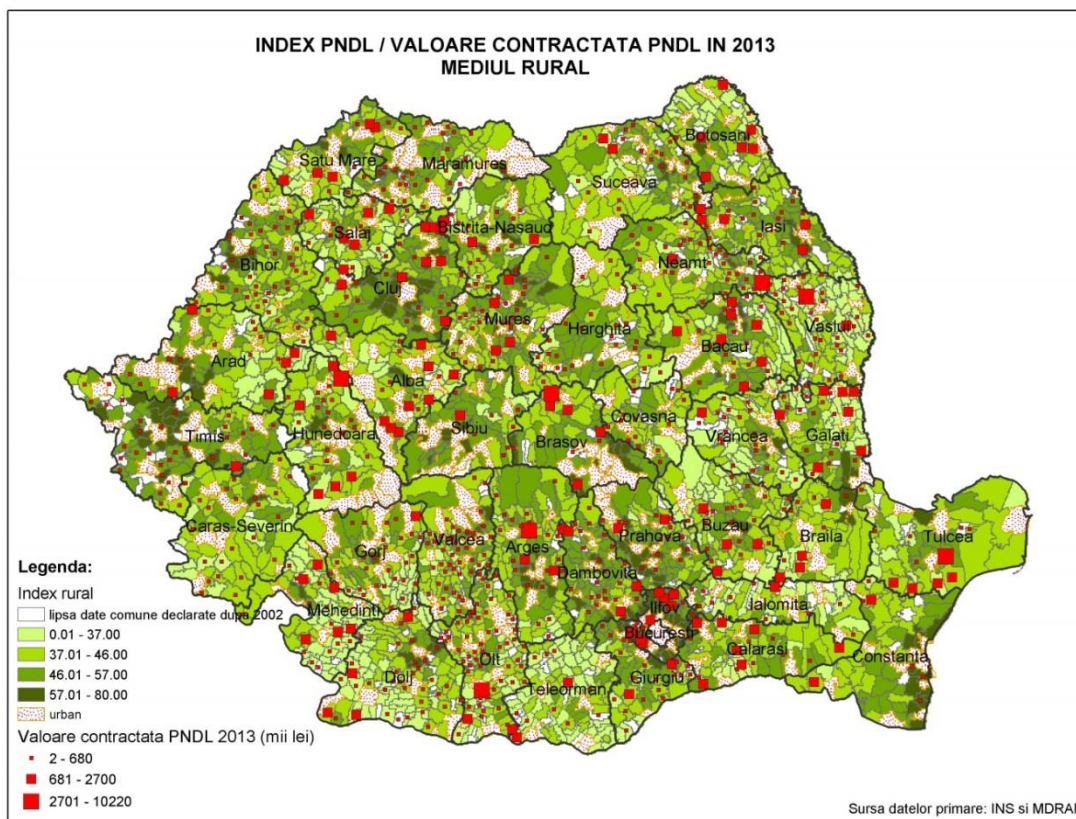 INDEX PNDL / VALOARE CONTRACTATA PNDL IN 2013
MEDIUL RURAL
Botosani
Satu Mare
Maramures
Suceava
Iasi
Salaj
Bistrita-Nasaud
Bihor
Neamt
Cluj
Mures
Harghita
Vaslui
Bacau
Arad
Alba
Covasna
Timis
Hunedoara
Sibiu
Brasov
Vrancea
Galati
Caras-Severin
Gorj
Valcea
Arges
Prahova
Buzau
Braila
Tulcea
Dambovita
Mehedinti
Ilfov
Ialomita
Bucuresti
Calarasi
Constanta
Olt
Dolj
Giurgiu
Teleorman
Legenda:
Index rural
lipsa date comune declarate dupa 2002
0.01 - 37.00
37.01 - 46.00
46.01 - 57.00
57.01 - 80.00
urban
Valoare contractata PNDL 2013 (mii lei)
2 - 680
681 - 2700
2701 - 10220
Sursa datelor primare: INS si MDRAP